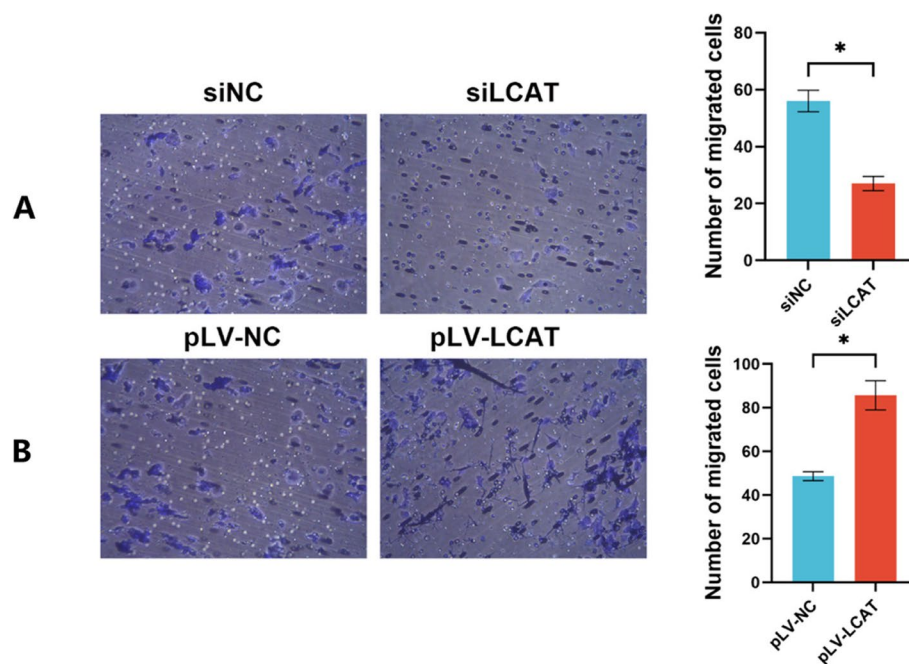 A
siNC
siLCAT
Number of migrated cells
80
60
40
20
0
*
siNC
siLCAT
B
pLV-NC
pLV-LCAT
Number of migrated cells
100
80
60
40
20
0
*
pLV-NC
pLV-LCAT